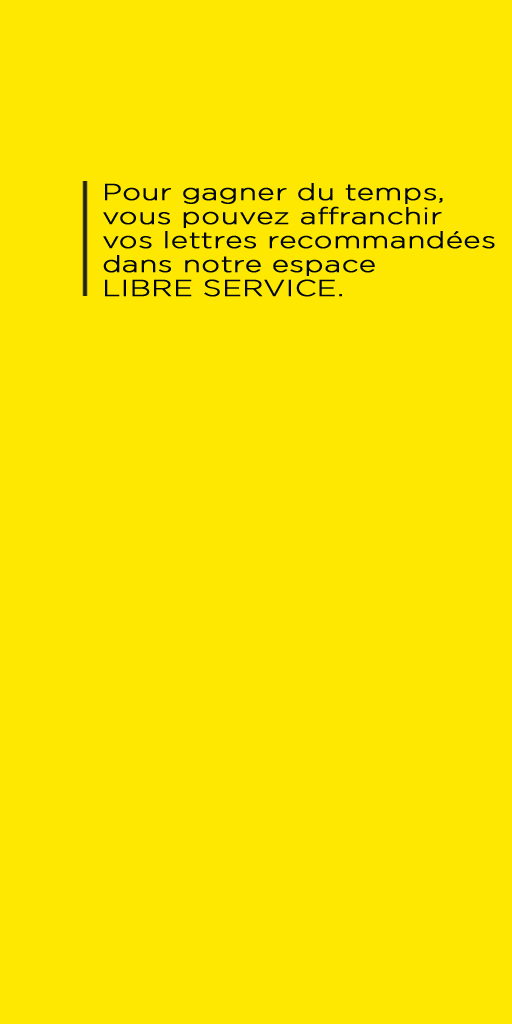 Pour gagner du temps,
vous pouvez affranchir
vos lettres recommandées
dans notre espace
LIBRE SERVICE.